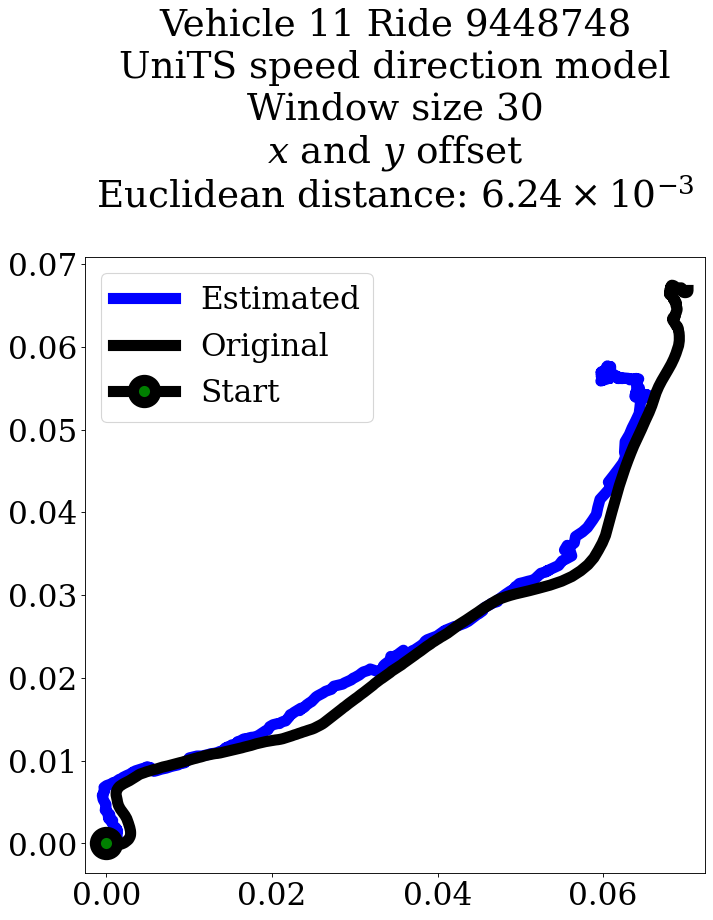 Vehicle 11 Ride 9448748
UniTS speed direction model
Window size 30
x and y offset
Euclidean distance: 6.24 × 10⁻³
0.07
0.06
0.05
0.04
0.03
0.02
0.01
0.00
Estimated
Original
Start
0.00 0.02 0.04 0.06